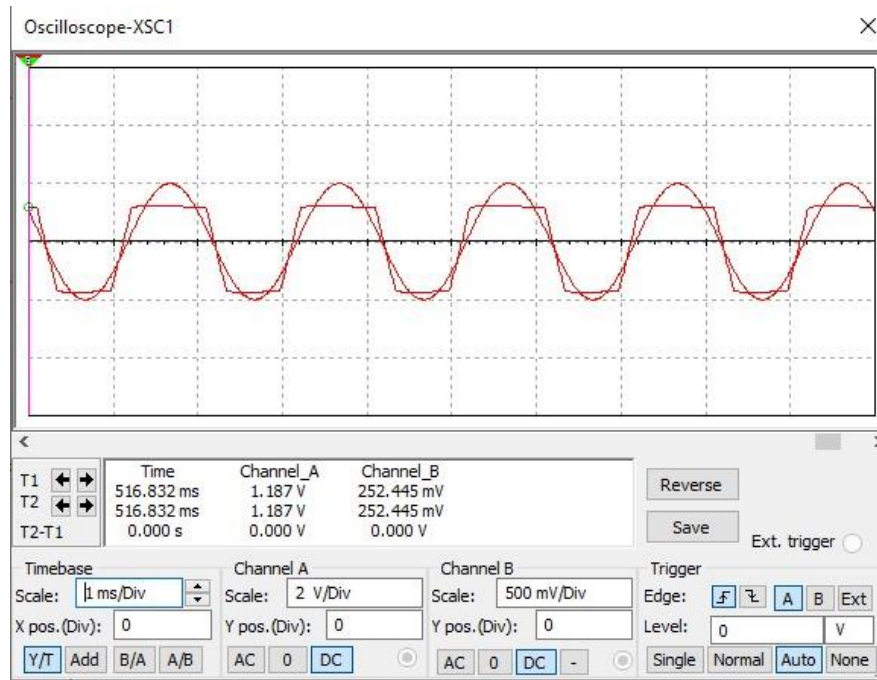 Oscilloscope-XSC1
Time Channel_A Channel_B
T1 516.832 ms 1.187 V 252.445 mV
T2 516.832 ms 1.187 V 252.445 mV
T2-T1 0.000 s 0.000 V 0.000 V
Reverse
Save
Ext. trigger
Timebase
Scale: 1 ms/Div
X pos.(Div): 0
Y/T Add B/A A/B
Channel A
Scale: 2 V/Div
Y pos.(Div): 0
AC 0 DC
Channel B
Scale: 500 mV/Div
Y pos.(Div): 0
AC 0 DC -
Trigger
Edge: A B Ext
Level: 0 V
Single Normal Auto None